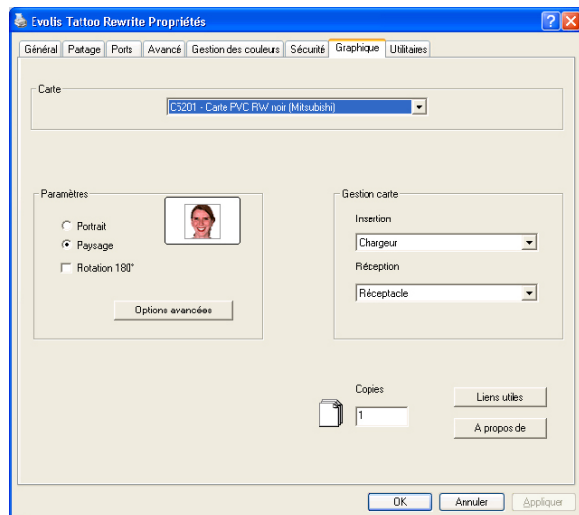 Evolis Tattoo Rewrite Propriétés
Général Partage Ports Avancé Gestion des couleurs Sécurité Graphique Utilitaires
Carte
C5201 - Carte PVC RW noir (Mitsubishi)
Paramètres
Portrait
Paysage
Rotation 180°
Options avancées
Gestion carte
Insertion
Chargeur
Réception
Réceptacle
Copies
1
Liens utiles
A propos de
OK Annuler Appliquer